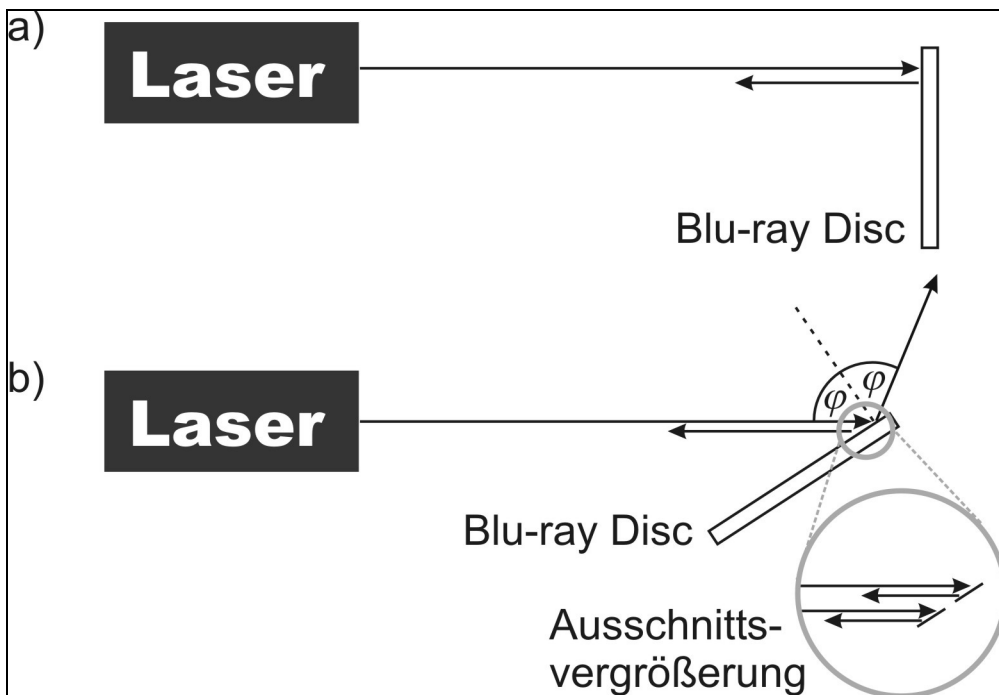 a)
Laser
Blu-ray Disc
b)
φ φ
Laser
Blu-ray Disc
Ausschnitts-
vergrößerung